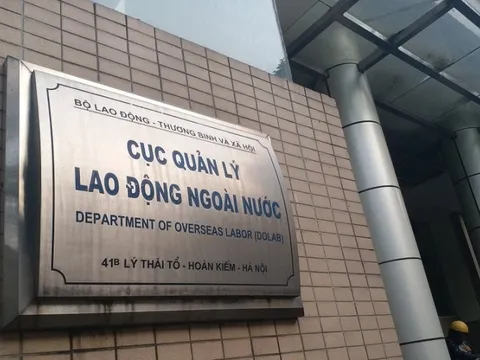 BỘ LAO ĐỘNG - THƯƠNG BINH VÀ XÃ HỘI
CỤC QUẢN LÝ
LAO ĐỘNG NGOÀI NƯỚC
DEPARTMENT OF OVERSEAS LABOR (DOLAB)
41B LÝ THÁI TỔ - HOÀN KIẾM - HÀ NỘI